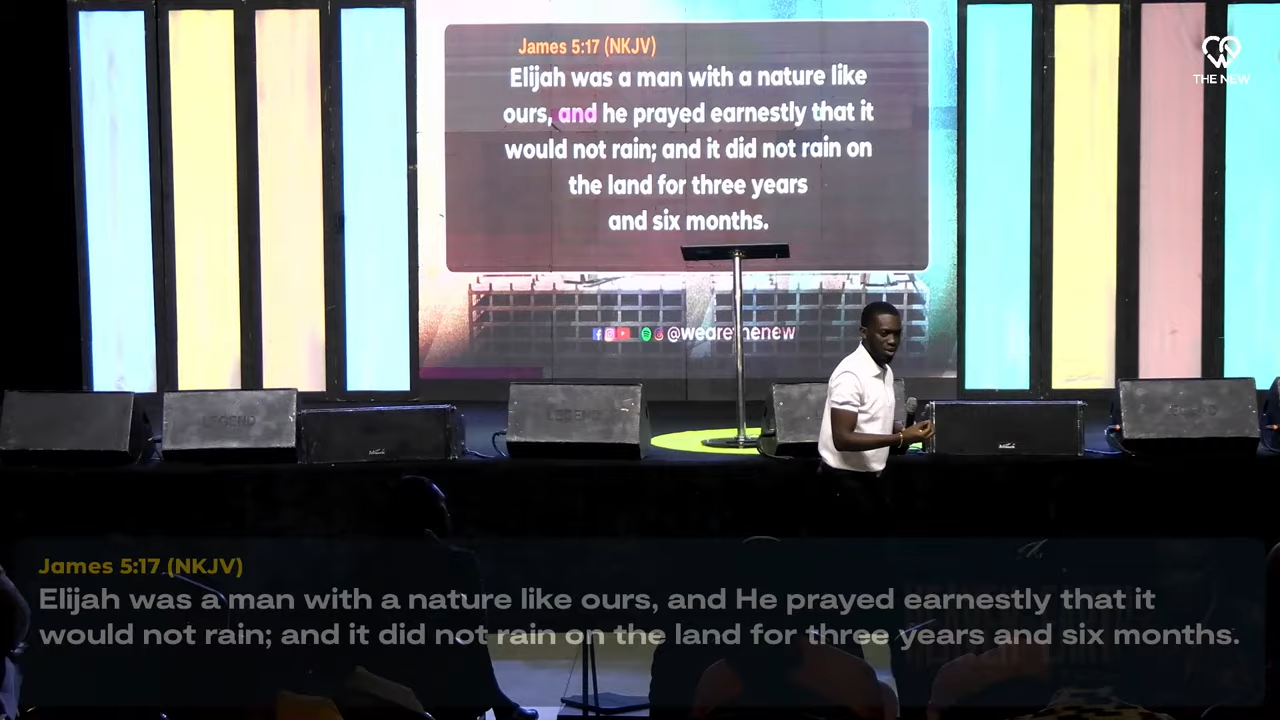 James 5:17 (NKJV)
Elijah was a man with a nature like
ours, and he prayed earnestly that it
would not rain; and it did not rain on
the land for three years
and six months.
@wearethenew
THE NEW
LEGEND
LEGEND
LEGEND
James 5:17 (NKJV)
Elijah was a man with a nature like ours, and He prayed earnestly that it
would not rain; and it did not rain on the land for three years and six months.